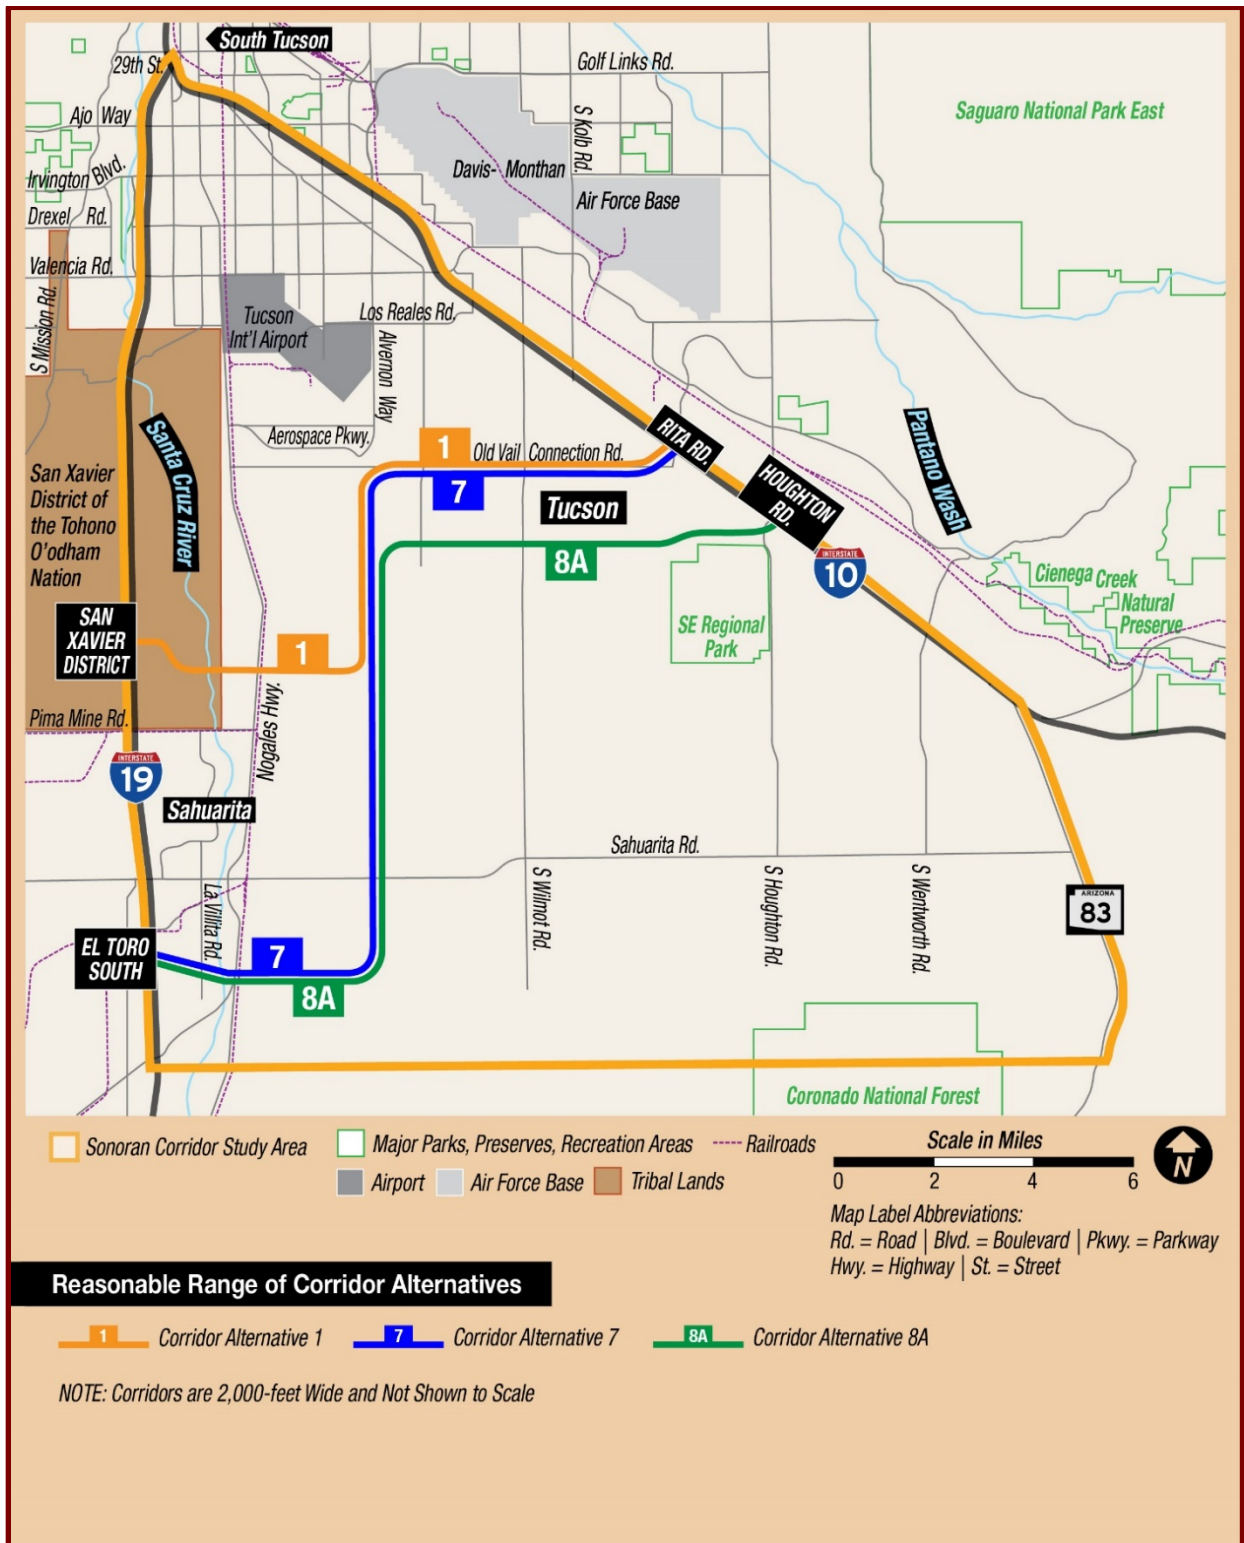 South Tucson
29th St.
Golf Links Rd.
Ajo Way
S Kolb Rd.
Saguaro National Park East
Irvington Blvd.
Davis- Monthan
Air Force Base
Drexel Rd.
Valencia Rd.
S Mission Rd.
Tucson
Int'l Airport
Los Reales Rd.
Alvernon Way
Aerospace Pkwy.
1
Old Vail Connection Rd.
7
RITA RD.
HOUGHTON
RD.
Pantano Wash
Santa Cruz River
San Xavier
District of
the Tohono
O'odham
Nation
Tucson
8A
INTERSTATE
10
Cienega Creek
Natural
Preserve
SE Regional
Park
SAN
XAVIER
DISTRICT
1
Pima Mine Rd.
Nogales Hwy.
INTERSTATE
19
Sahuarita
Sahuarita Rd.
La Villita Rd.
S Wilmot Rd.
S Houghton Rd.
S Wentworth Rd.
ARIZONA
83
EL TORO
SOUTH
7
8A
Coronado National Forest
Sonoran Corridor Study Area
Major Parks, Preserves, Recreation Areas
Railroads
Airport
Air Force Base
Tribal Lands
Scale in Miles
0 2 4 6
N
Map Label Abbreviations:
Rd. = Road | Blvd. = Boulevard | Pkwy. = Parkway
Hwy. = Highway | St. = Street
Reasonable Range of Corridor Alternatives
1 Corridor Alternative 1
7 Corridor Alternative 7
8A Corridor Alternative 8A
NOTE: Corridors are 2,000-feet Wide and Not Shown to Scale